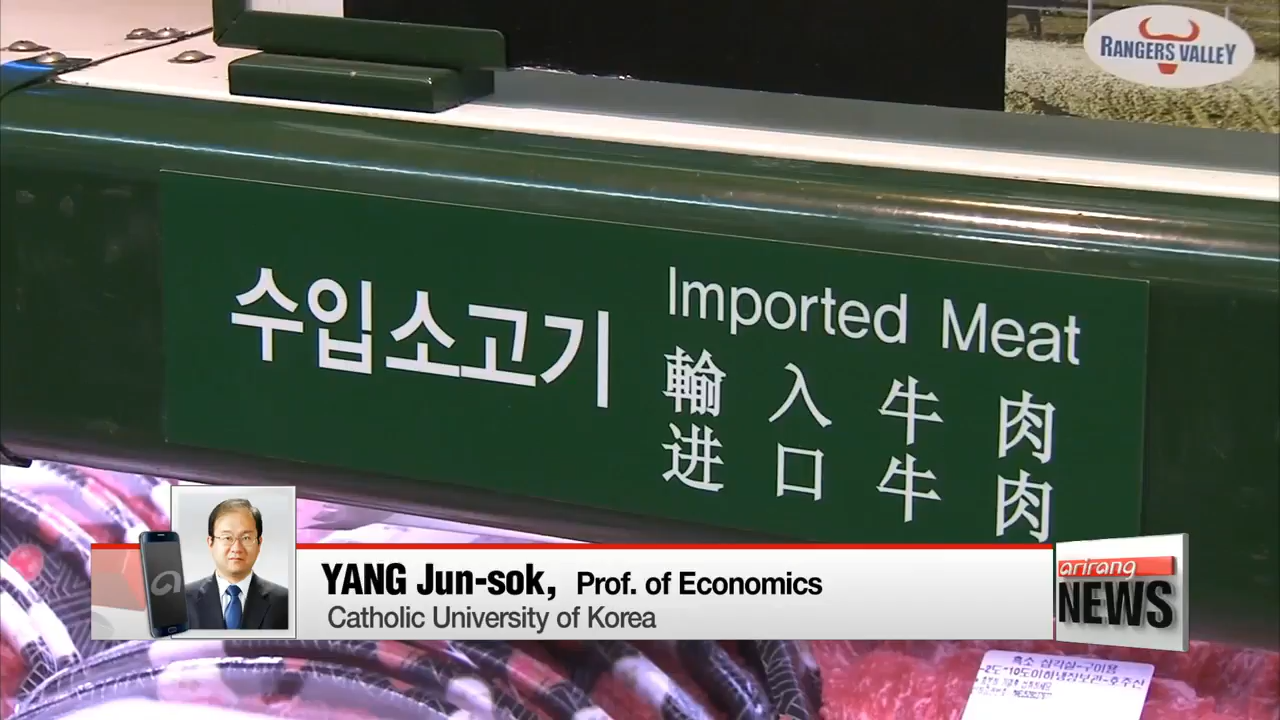 RANGERS VALLEY
수입소고기
Imported Meat
輸入牛肉
进口牛肉
YANG Jun-sok, Prof. of Economics
Catholic University of Korea
arirang
NEWS